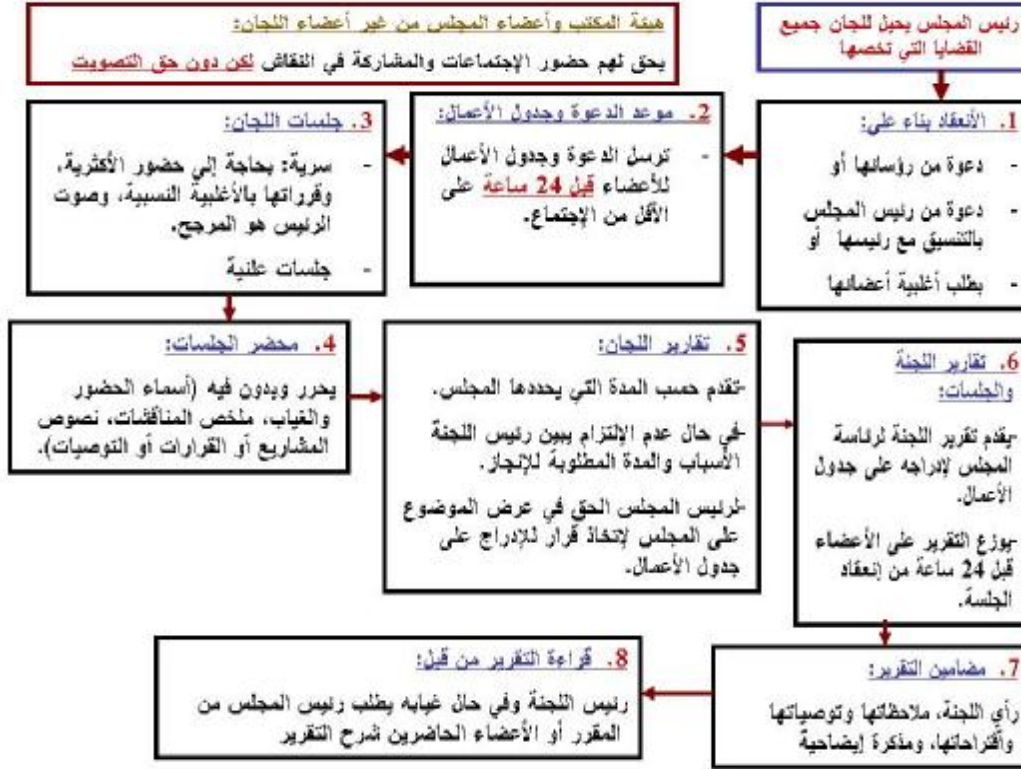 رئيس المجلس يحيل للجان جميع
القضايا التي تخصها
هيئة المكتب وأعضاء المجلس من غير أعضاء اللجان:
يحق لهم حضور الإجتماعات والمشاركة في النقاش لكن دون حق التصويت
1. الأنعقاد بناء على:
- دعوة من رؤسائها أو
- دعوة من رئيس المجلس
بالتنسيق مع رئيسها أو
- بطلب أغلبية أعضائها
2. موعد الدعوة وجدول الأعمال:
- ترسل الدعوة وجدول الأعمال
للأعضاء قبل 24 ساعة على
الأقل من الإجتماع.
3. جلسات اللجان:
- سرية: بحاجة إلى حضور الأكثرية،
وقرراتها بالأغلبية النسبية، وصوت
الرئيس هو المرجح.
- جلسات علنية
4. محضر الجلسات:
يحرر ويدون فيه (أسماء الحضور
والغياب، ملخص المناقشات، نصوص
المشاريع أو القرارات أو التوصيات).
5. تقارير اللجان:
-تقدم حسب المدة التي يحددها المجلس.
-في حال عدم الإلتزام يبين رئيس اللجنة
الأسباب والمدة المطلوبة للإنجاز.
-لرئيس المجلس الحق في عرض الموضوع
على المجلس لإتخاذ قرار للإدراج على
جدول الأعمال.
6. تقارير اللجنة
والجلسات:
-يقدم تقرير اللجنة لرئاسة
المجلس لإدراجه على جدول
الأعمال.
-يوزع التقرير على الأعضاء
قبل 24 ساعة من إنعقاد
الجلسة.
7. مضامين التقرير:
رأي اللجنة، ملاحظاتها وتوصياتها
وأقتراحاتها، ومذكرة إيضاحية
8. قراءة التقرير من قبل:
رئيس اللجنة وفي حال غيابه يطلب رئيس المجلس من
المقرر أو الأعضاء الحاضرين شرح التقرير